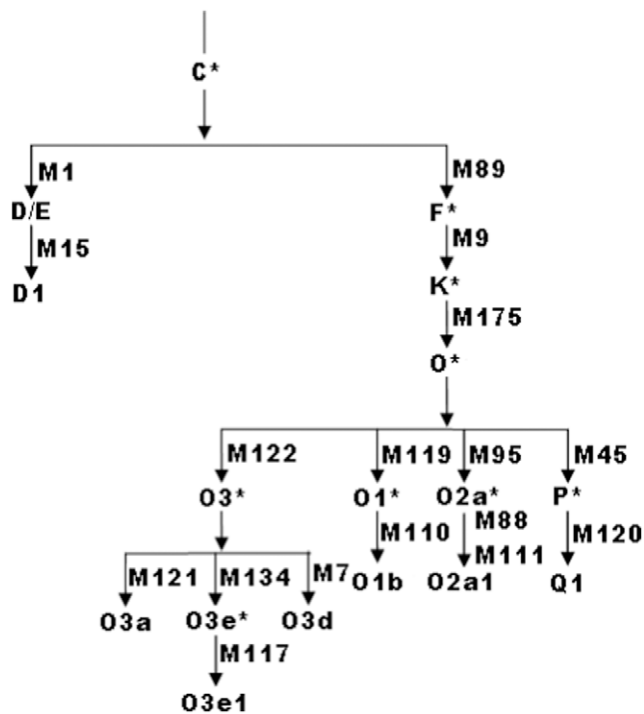 C*
M1 M89
D/E F*
M15 M9
D1 K*
M175
O*
M122 M119 M95 M45
O3* O1* O2a* P*
M88
M110 M120
M111
M121 M134 M7 O1b O2a1 Q1
O3a O3e* O3d
M117
O3e1